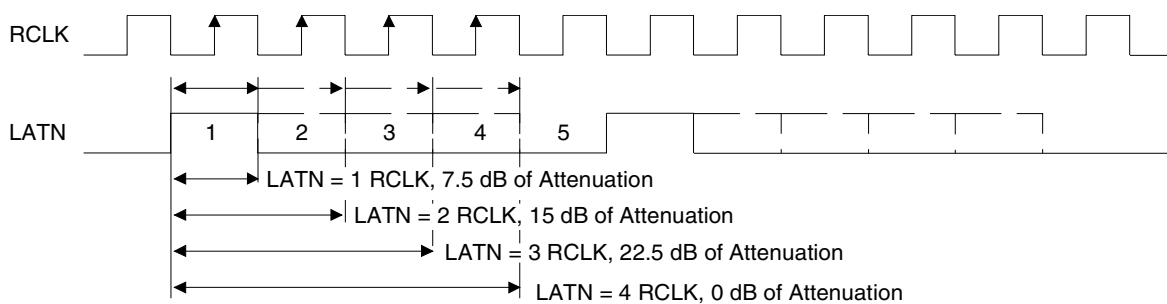 RCLK
LATN
1 2 3 4 5
LATN = 1 RCLK, 7.5 dB of Attenuation
LATN = 2 RCLK, 15 dB of Attenuation
LATN = 3 RCLK, 22.5 dB of Attenuation
LATN = 4 RCLK, 0 dB of Attenuation